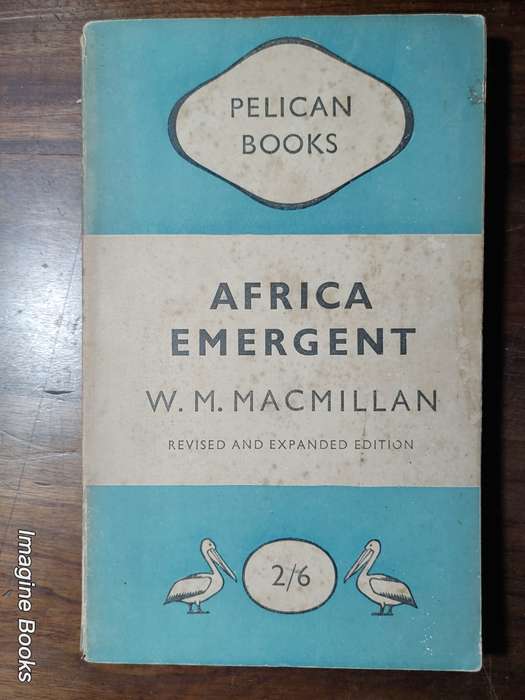 PELICAN
BOOKS
AFRICA
EMERGENT
W. M. MACMILLAN
REVISED AND EXPANDED EDITION
2/6
Imagine Books